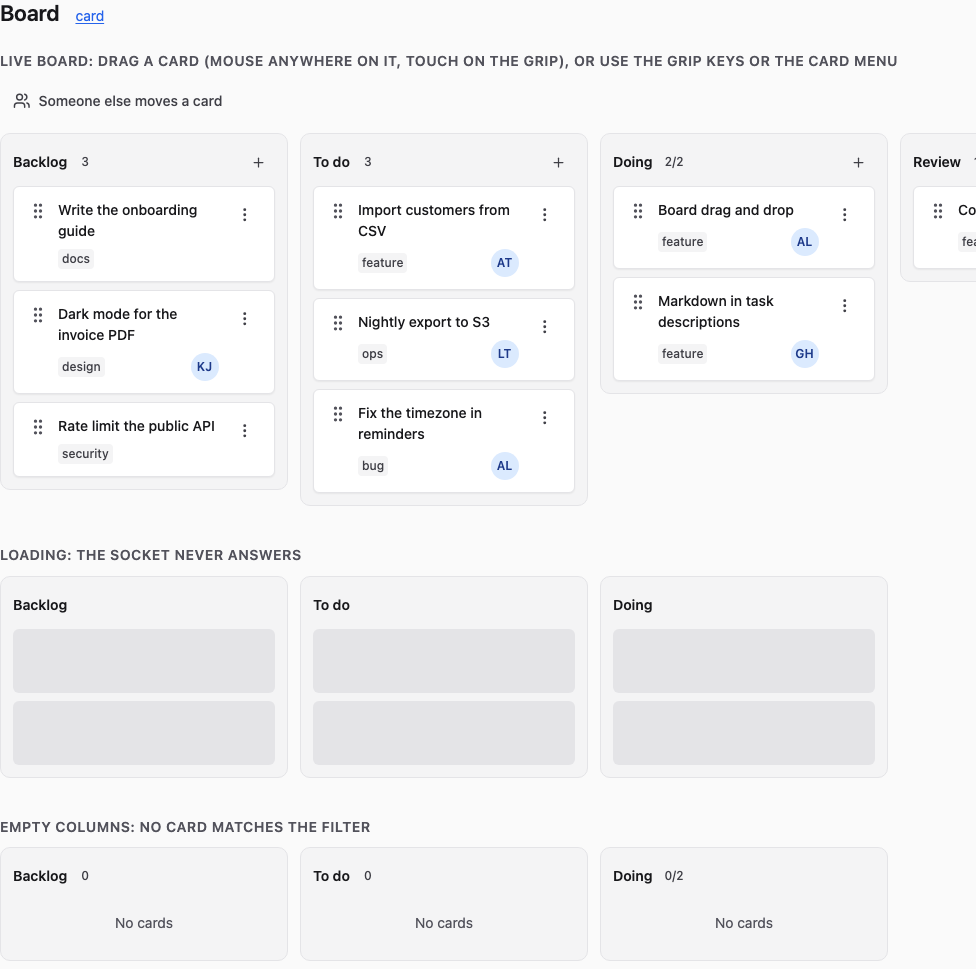 Board card
LIVE BOARD: DRAG A CARD (MOUSE ANYWHERE ON IT, TOUCH ON THE GRIP), OR USE THE GRIP KEYS OR THE CARD MENU
Someone else moves a card
Backlog 3
Write the onboarding
guide
docs
Dark mode for the
invoice PDF
design KJ
Rate limit the public API
security
To do 3
Import customers from
CSV
feature AT
Nightly export to S3
ops LT
Fix the timezone in
reminders
bug AL
Doing 2/2
Board drag and drop
feature AL
Markdown in task
descriptions
feature GH
Review
LOADING: THE SOCKET NEVER ANSWERS
Backlog
To do
Doing
EMPTY COLUMNS: NO CARD MATCHES THE FILTER
Backlog 0
No cards
To do 0
No cards
Doing 0/2
No cards